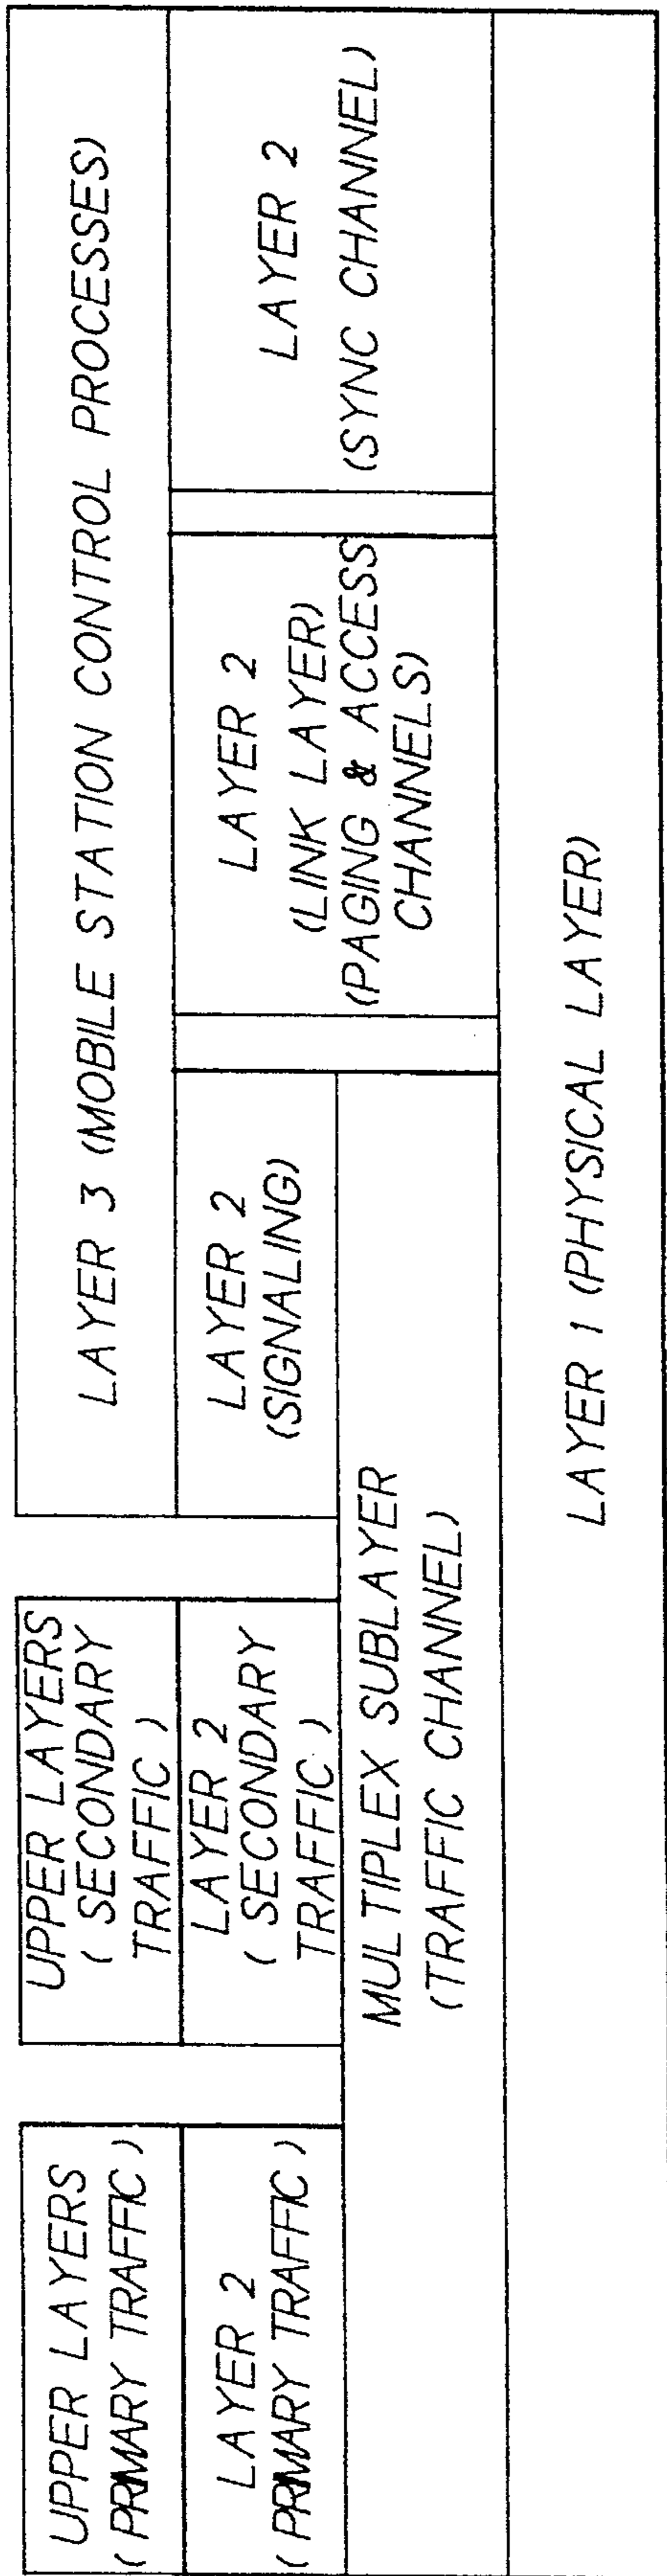 UPPER LAYERS
( PRIMARY TRAFFIC )
UPPER LAYERS
( SECONDARY
TRAFFIC )
LAYER 3 (MOBILE STATION CONTROL PROCESSES)
LAYER 2
( PRIMARY TRAFFIC )
LAYER 2
( SECONDARY
TRAFFIC )
LAYER 2
(SIGNALING)
LAYER 2
(LINK LAYER)
(PAGING & ACCESS
CHANNELS)
LAYER 2
(SYNC CHANNEL)
MULTIPLEX SUBLAYER
(TRAFFIC CHANNEL)
LAYER 1 (PHYSICAL LAYER)